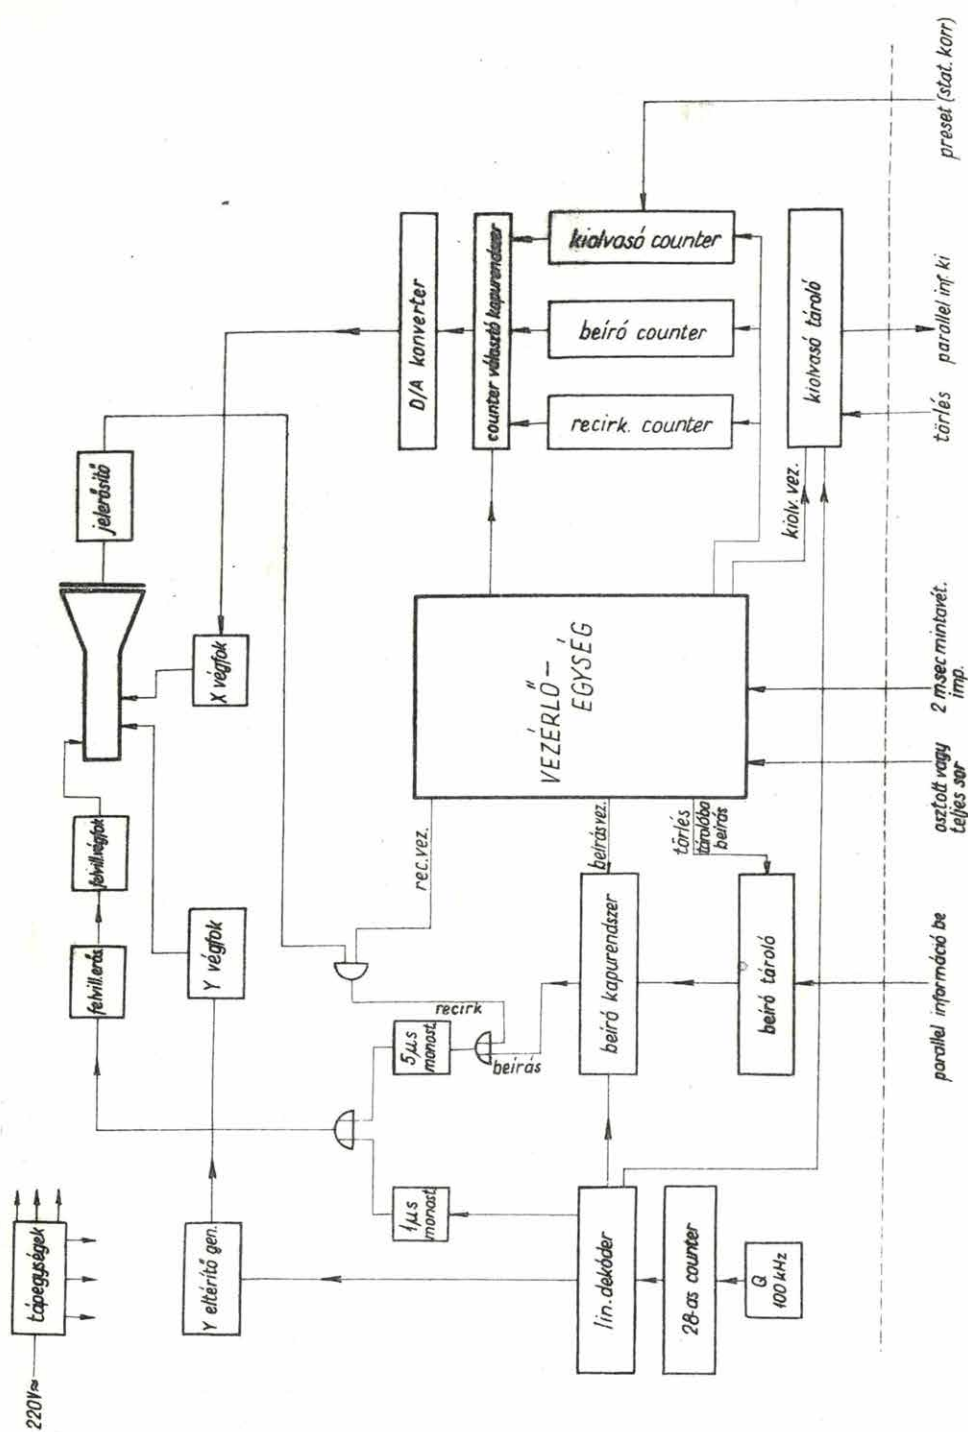 220V≈
tápegységek
Y eltérítő gen.
felvill.erős
felvill.végfok
Y végfok
X végfok
jelerősítő
1μs
monost.
5μs
monost.
recirk
beírás
rec.vez.
D/A konverter
counter választó kapurendszer
recirk. counter
beíró counter
kiolvasó counter
VEZÉRLŐ-
EGYSÉG
lin.dekóder
28-as counter
Q
100 kHz
beíró kapurendszer
beírásvez.
törlés
tárolóba
beírás
beíró tároló
kiolv. vez.
kiolvasó tároló
parallel információ be
osztott vagy
teljes sor
2 msec mintavét.
imp.
törlés
parallel inf. ki
preset (stat. korr)